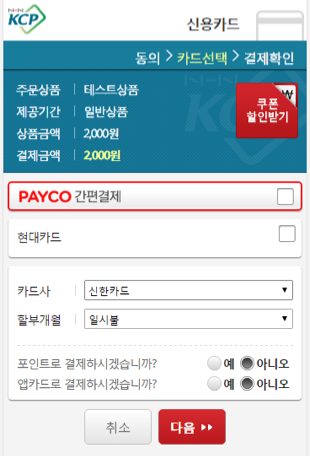 N-H-N
KCP
신용카드
동의 > 카드선택 > 결제확인
주문상품 | 테스트상품
제공기간 | 일반상품
상품금액 | 2,000원
결제금액 | 2,000원
₩
쿠폰
할인받기
PAYCO 간편결제
현대카드
카드사 | 신한카드
할부개월 | 일시불
포인트로 결제하시겠습니까? 예 아니오
앱카드로 결제하시겠습니까? 예 아니오
취소
다음